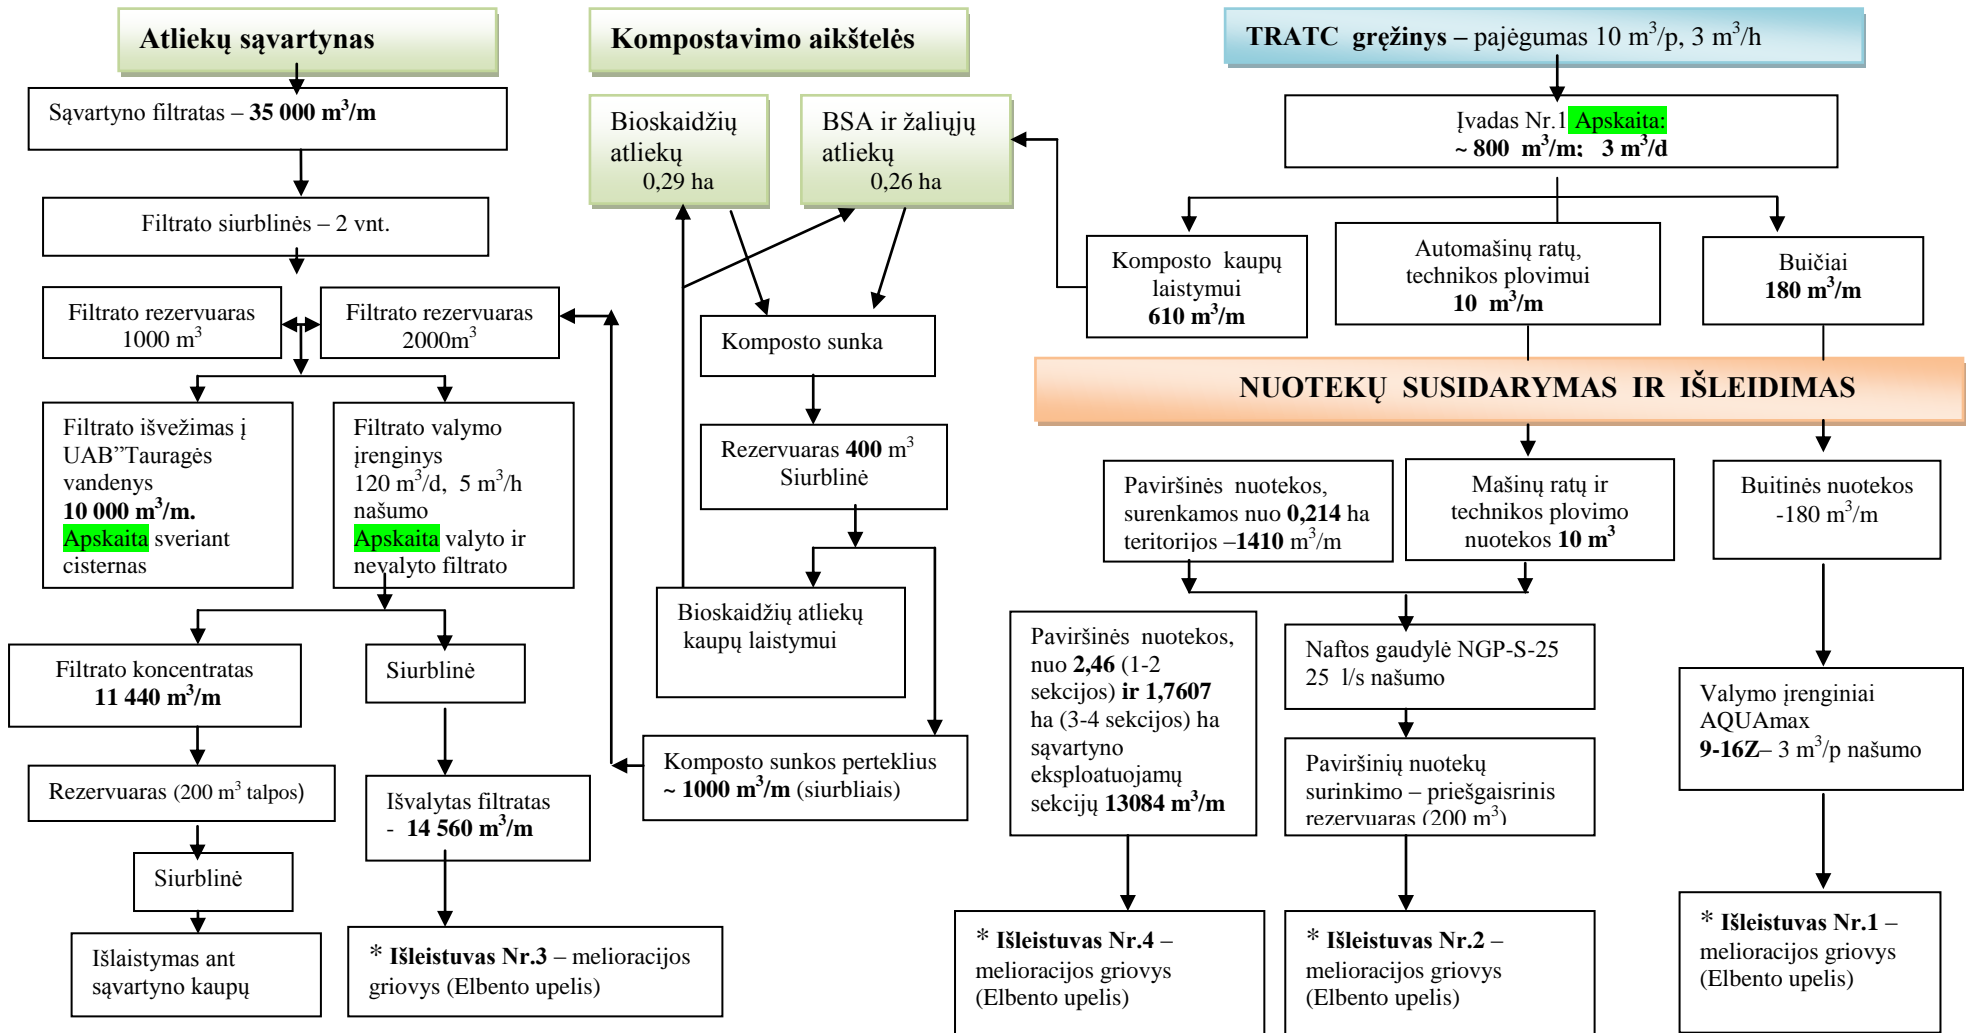 Atliekų sąvartynas
Sąvartyno filtratas – 35 000 m³/m
Filtrato siurblinės – 2 vnt.
Filtrato rezervuaras
1000 m³
Filtrato rezervuaras
2000m³
Filtrato išvežimas į
UAB”Tauragės
vandenys
10 000 m³/m.
Apskaita sveriant
cisternas
Filtrato valymo
įrenginys
120 m³/d, 5 m³/h
našumo
Apskaita valyto ir
nevalyto filtrato
Filtrato koncentratas
11 440 m³/m
Rezervuaras (200 m³ talpos)
Siurblinė
Išlaistymas ant
sąvartyno kaupų
Siurblinė
Išvalytas filtratas
- 14 560 m³/m
* Išleistuvas Nr.3 – melioracijos
griovys (Elbento upelis)
Kompostavimo aikštelės
Bioskaidžių
atliekų
0,29 ha
BSA ir žaliųjų
atliekų
0,26 ha
Komposto sunka
Rezervuaras 400 m³
Siurblinė
Bioskaidžių atliekų
kaupų laistymui
Komposto sunkos perteklius
~ 1000 m³/m (siurbliais)
TRATC gręžinys – pajėgumas 10 m³/p, 3 m³/h
Įvadas Nr.1 Apskaita:
~ 800 m³/m; 3 m³/d
Komposto kaupų
laistymui
610 m³/m
Automašinų ratų,
technikos plovimui
10 m³/m
Buičiai
180 m³/m
NUOTEKŲ SUSIDARYMAS IR IŠLEIDIMAS
Paviršinės nuotekos,
surenkamos nuo 0,214 ha
teritorijos –1410 m³/m
Mašinų ratų ir
technikos plovimo
nuotekos 10 m³
Buitinės nuotekos
-180 m³/m
Paviršinės nuotekos,
nuo 2,46 (1-2
sekcijos) ir 1,7607
ha (3-4 sekcijos) ha
sąvartyno
eksploatuojamų
sekcijų 13084 m³/m
Naftos gaudylė NGP-S-25
25 l/s našumo
Paviršinių nuotekų
surinkimo – priešgaisrinis
rezervuaras (200 m³)
Valymo įrenginiai
AQUAmax
9-16Z– 3 m³/p našumo
* Išleistuvas Nr.4 –
melioracijos griovys
(Elbento upelis)
* Išleistuvas Nr.2 –
melioracijos griovys
(Elbento upelis)
* Išleistuvas Nr.1 –
melioracijos griovys
(Elbento upelis)